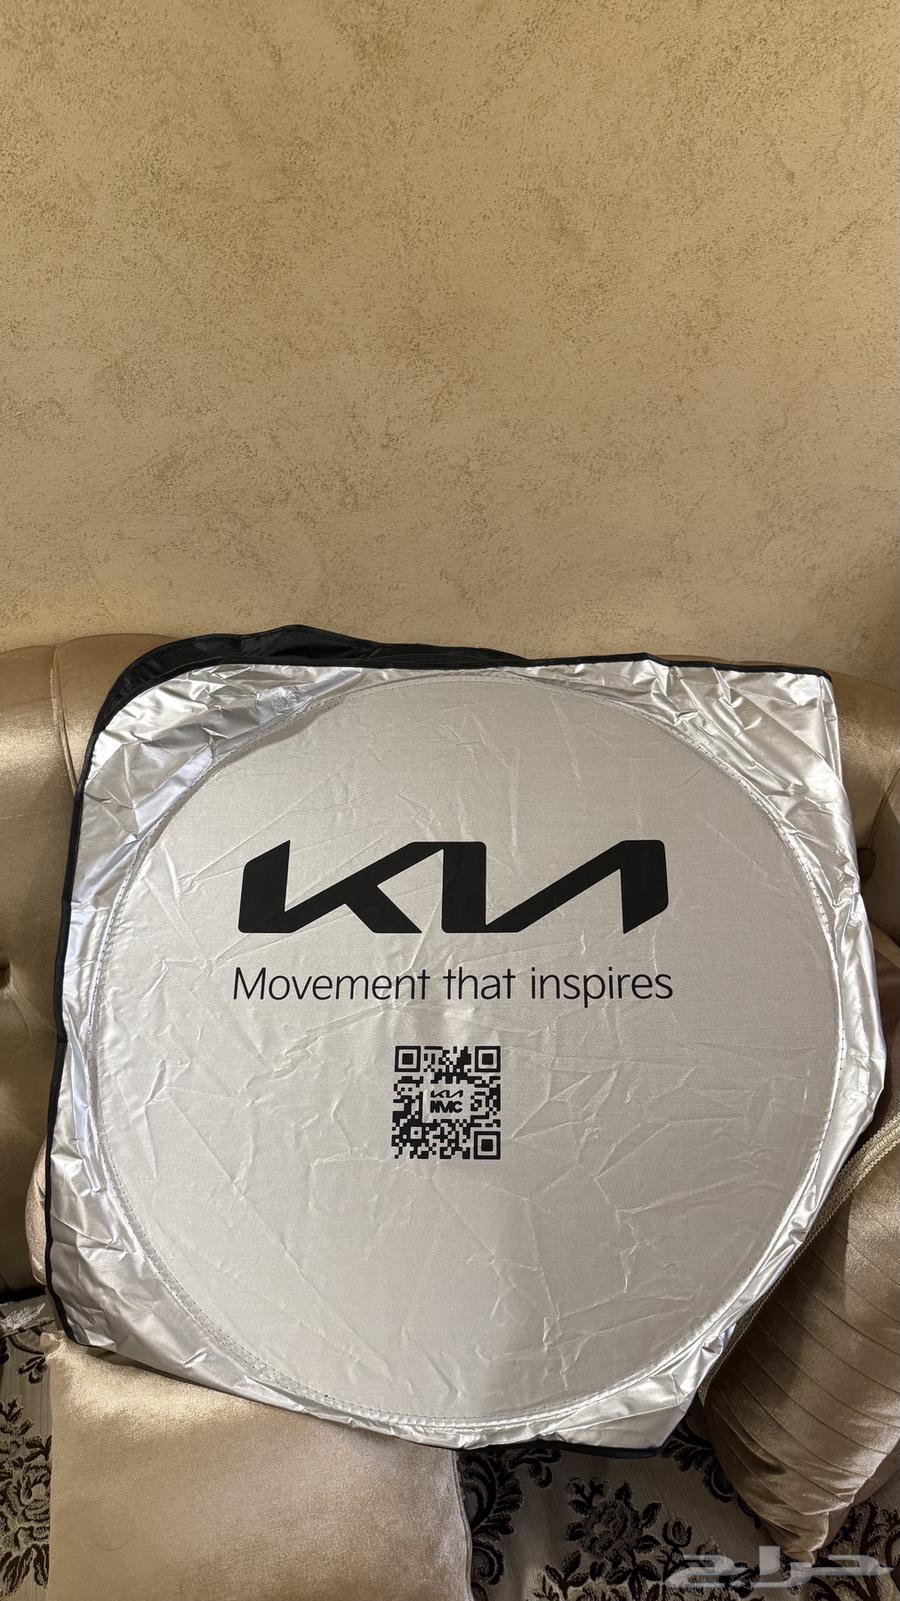 KIA
Movement that inspires
KIA
NMC
حراج